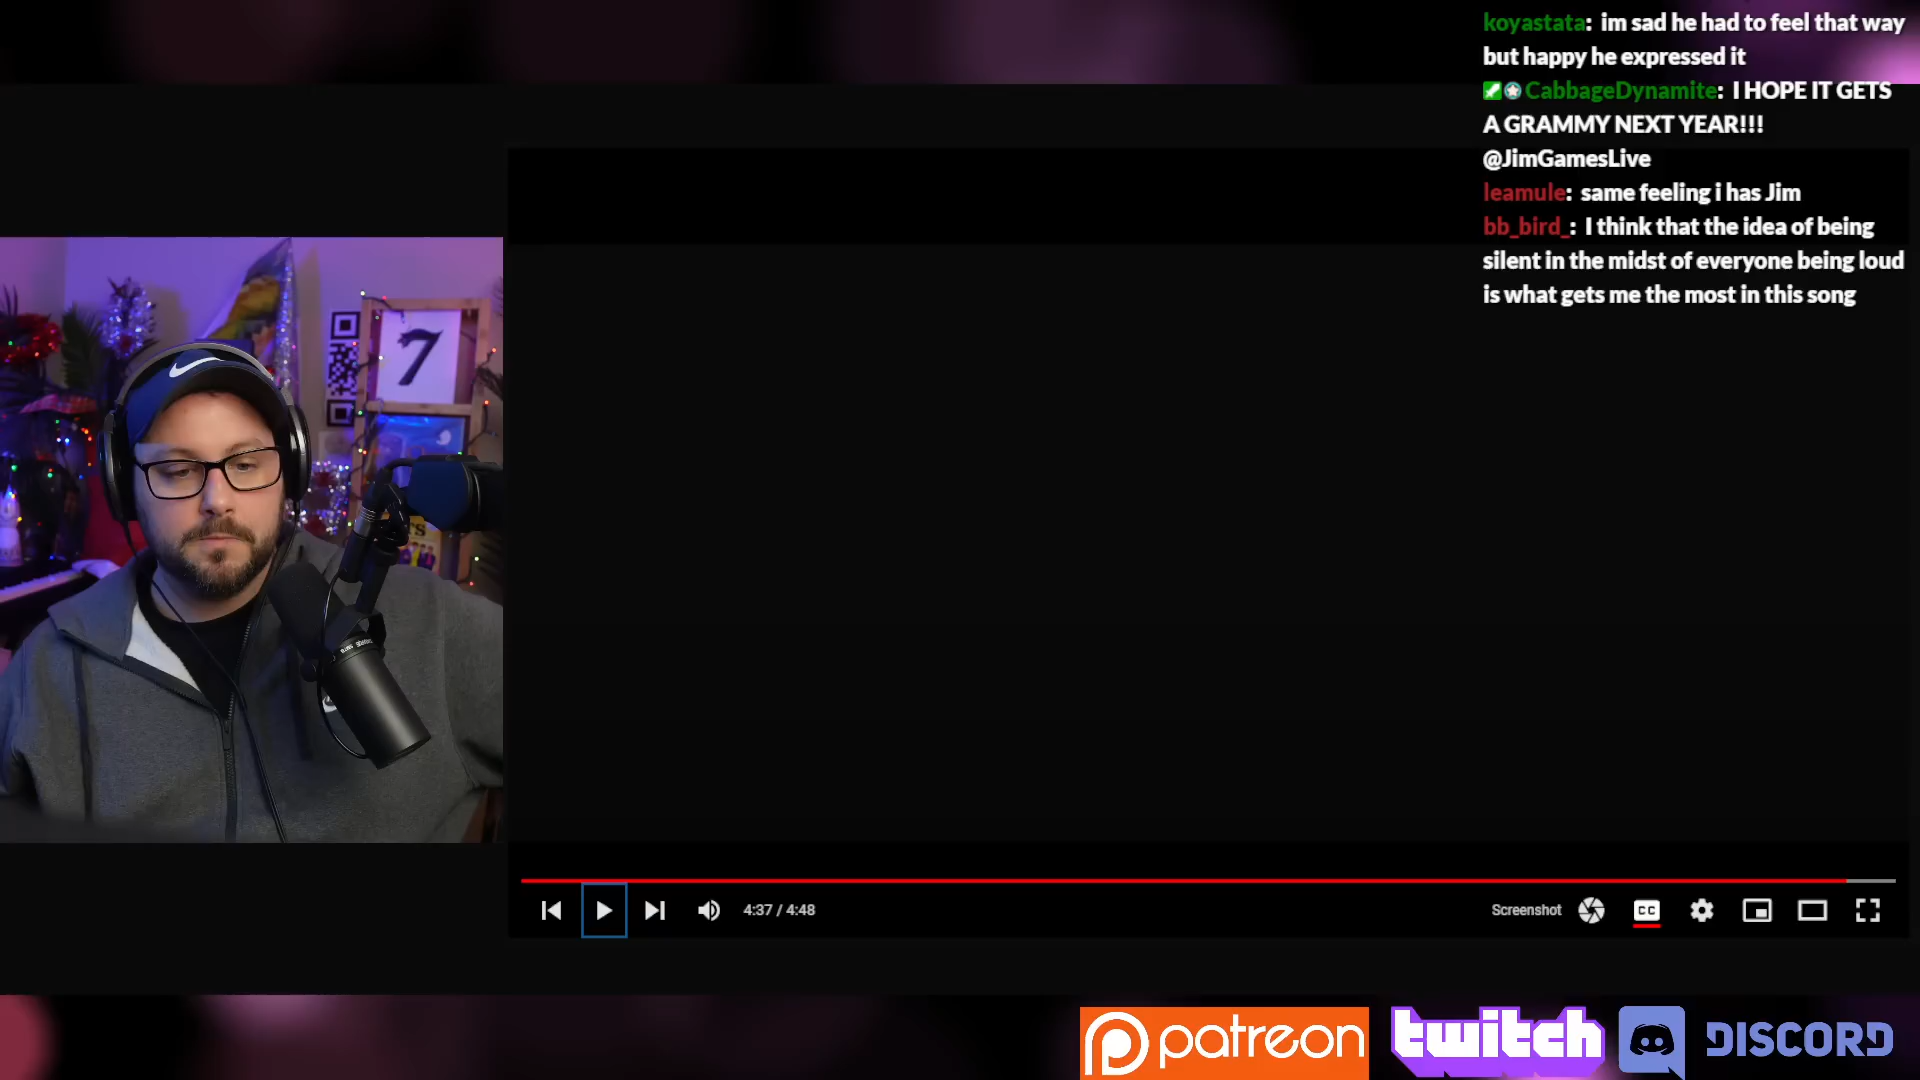 koyastata: im sad he had to feel that way
but happy he expressed it
CabbageDynamite: I HOPE IT GETS
A GRAMMY NEXT YEAR!!!
@JimGamesLive
leamule: same feeling i has Jim
bb_bird_: I think that the idea of being
silent in the midst of everyone being loud
is what gets me the most in this song
7
4:37 / 4:48
Screenshot
CC
patreon
twitch
DISCORD